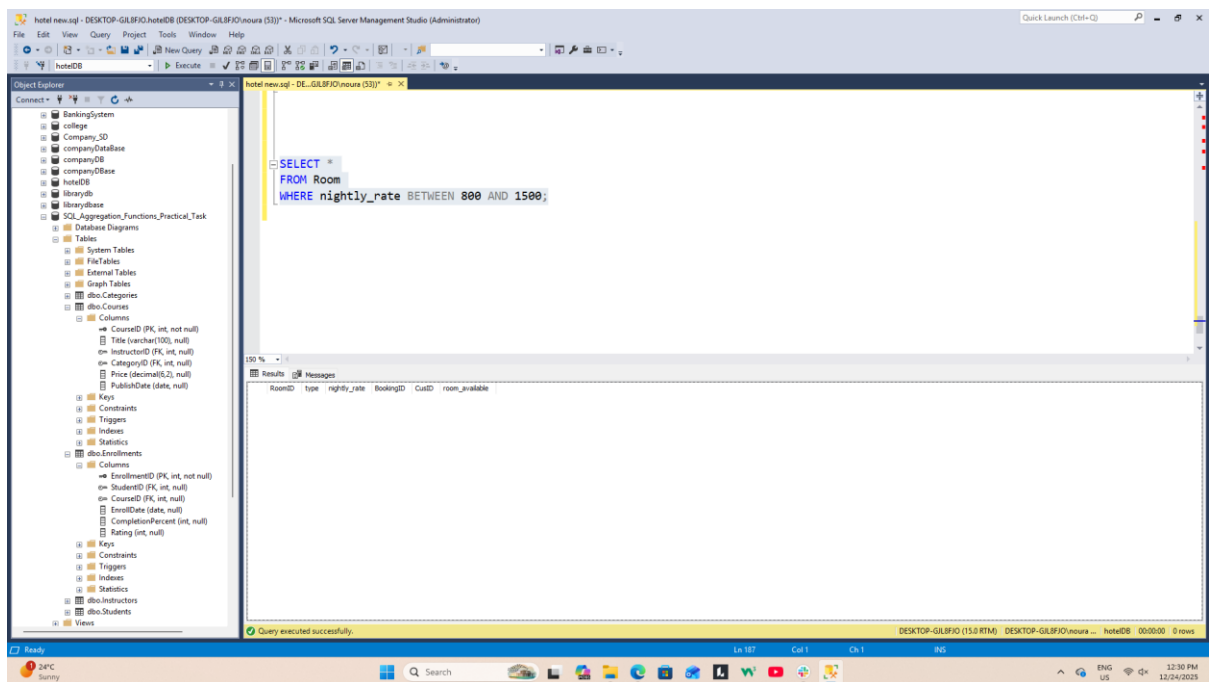 hotel new.sql - DESKTOP-GJL8FJO.hotelDB (DESKTOP-GJL8FJO\noura (53))* - Microsoft SQL Server Management Studio (Administrator)
Quick Launch (Ctrl+Q)
File Edit View Query Project Tools Window Help
New Query
hotelDB
Execute
Object Explorer
hotel new.sql - DE...GJL8FJO\noura (53))*
Connect
BankingSystem
college
Company_SD
companyDataBase
companyDB
companyDBase
hotelDB
librarydb
librarydbase
SQL_Aggregation_Functions_Practical_Task
Database Diagrams
Tables
System Tables
FileTables
External Tables
Graph Tables
dbo.Categories
dbo.Courses
Columns
CourseID (PK, int, not null)
Title (varchar(100), null)
InstructorID (FK, int, null)
CategoryID (FK, int, null)
Price (decimal(6,2), null)
PublishDate (date, null)
Keys
Constraints
Triggers
Indexes
Statistics
dbo.Enrollments
Columns
EnrollmentID (PK, int, not null)
StudentID (FK, int, null)
CourseID (FK, int, null)
EnrollDate (date, null)
CompletionPercent (int, null)
Rating (int, null)
Keys
Constraints
Triggers
Indexes
Statistics
dbo.Instructors
dbo.Students
Views
SELECT *
FROM Room
WHERE nightly_rate BETWEEN 800 AND 1500;
150 %
Results Messages
RoomID type nightly_rate BookingID CusID room_available
Query executed successfully.
DESKTOP-GJL8FJO (15.0 RTM) DESKTOP-GJL8FJO\noura ... hotelDB 00:00:00 0 rows
Ready
Ln 187 Col 1 Ch 1 INS
1
24°C
Sunny
Search
ENG
US
12:30 PM
12/24/2025